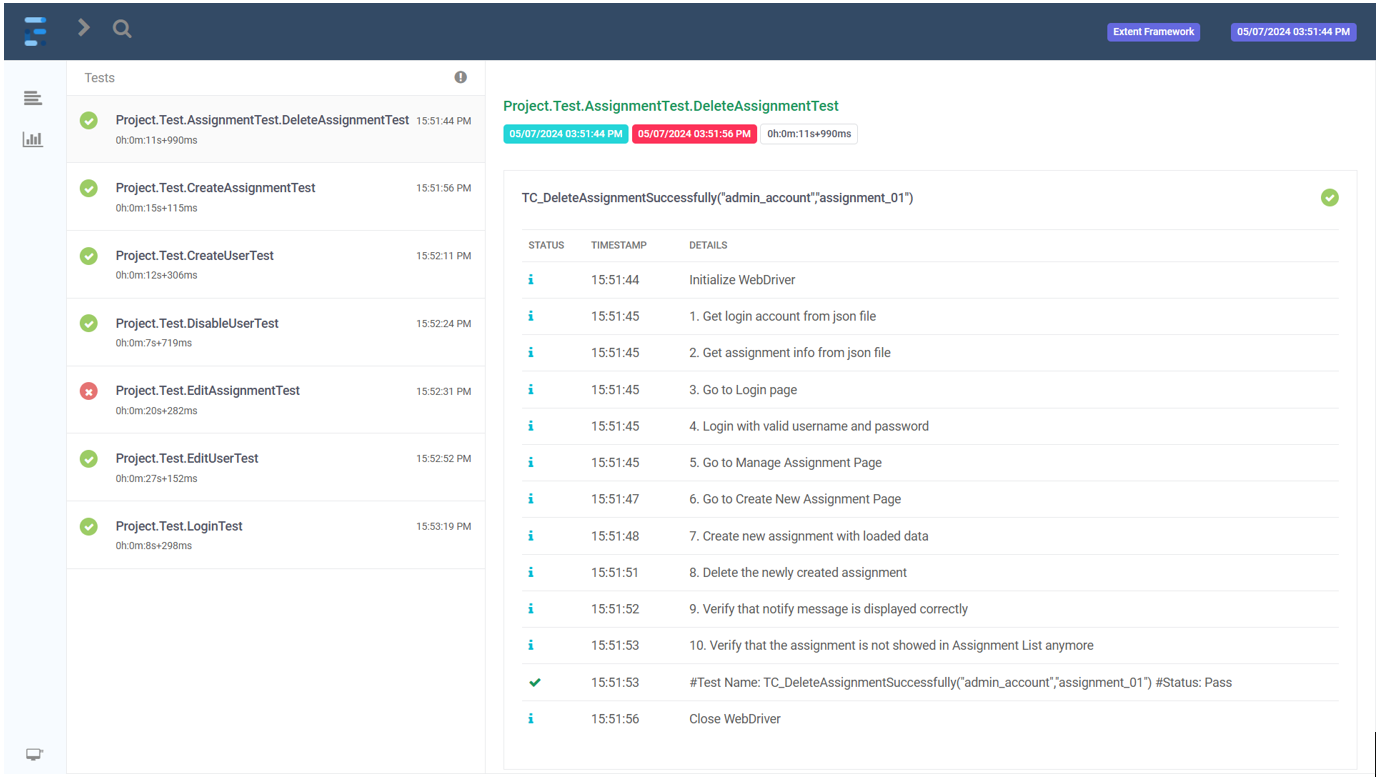 Extent Framework 05/07/2024 03:51:44 PM
Tests
Project.Test.AssignmentTest.DeleteAssignmentTest 15:51:44 PM
0h:0m:11s+990ms
Project.Test.CreateAssignmentTest 15:51:56 PM
0h:0m:15s+115ms
Project.Test.CreateUserTest 15:52:11 PM
0h:0m:12s+306ms
Project.Test.DisableUserTest 15:52:24 PM
0h:0m:7s+719ms
Project.Test.EditAssignmentTest 15:52:31 PM
0h:0m:20s+282ms
Project.Test.EditUserTest 15:52:52 PM
0h:0m:27s+152ms
Project.Test.LoginTest 15:53:19 PM
0h:0m:8s+298ms
Project.Test.AssignmentTest.DeleteAssignmentTest
05/07/2024 03:51:44 PM 05/07/2024 03:51:56 PM 0h:0m:11s+990ms
TC_DeleteAssignmentSuccessfully("admin_account","assignment_01")
STATUS TIMESTAMP DETAILS
15:51:44 Initialize WebDriver
15:51:45 1. Get login account from json file
15:51:45 2. Get assignment info from json file
15:51:45 3. Go to Login page
15:51:45 4. Login with valid username and password
15:51:45 5. Go to Manage Assignment Page
15:51:47 6. Go to Create New Assignment Page
15:51:48 7. Create new assignment with loaded data
15:51:51 8. Delete the newly created assignment
15:51:52 9. Verify that notify message is displayed correctly
15:51:53 10. Verify that the assignment is not showed in Assignment List anymore
15:51:53 #Test Name: TC_DeleteAssignmentSuccessfully("admin_account","assignment_01") #Status: Pass
15:51:56 Close WebDriver